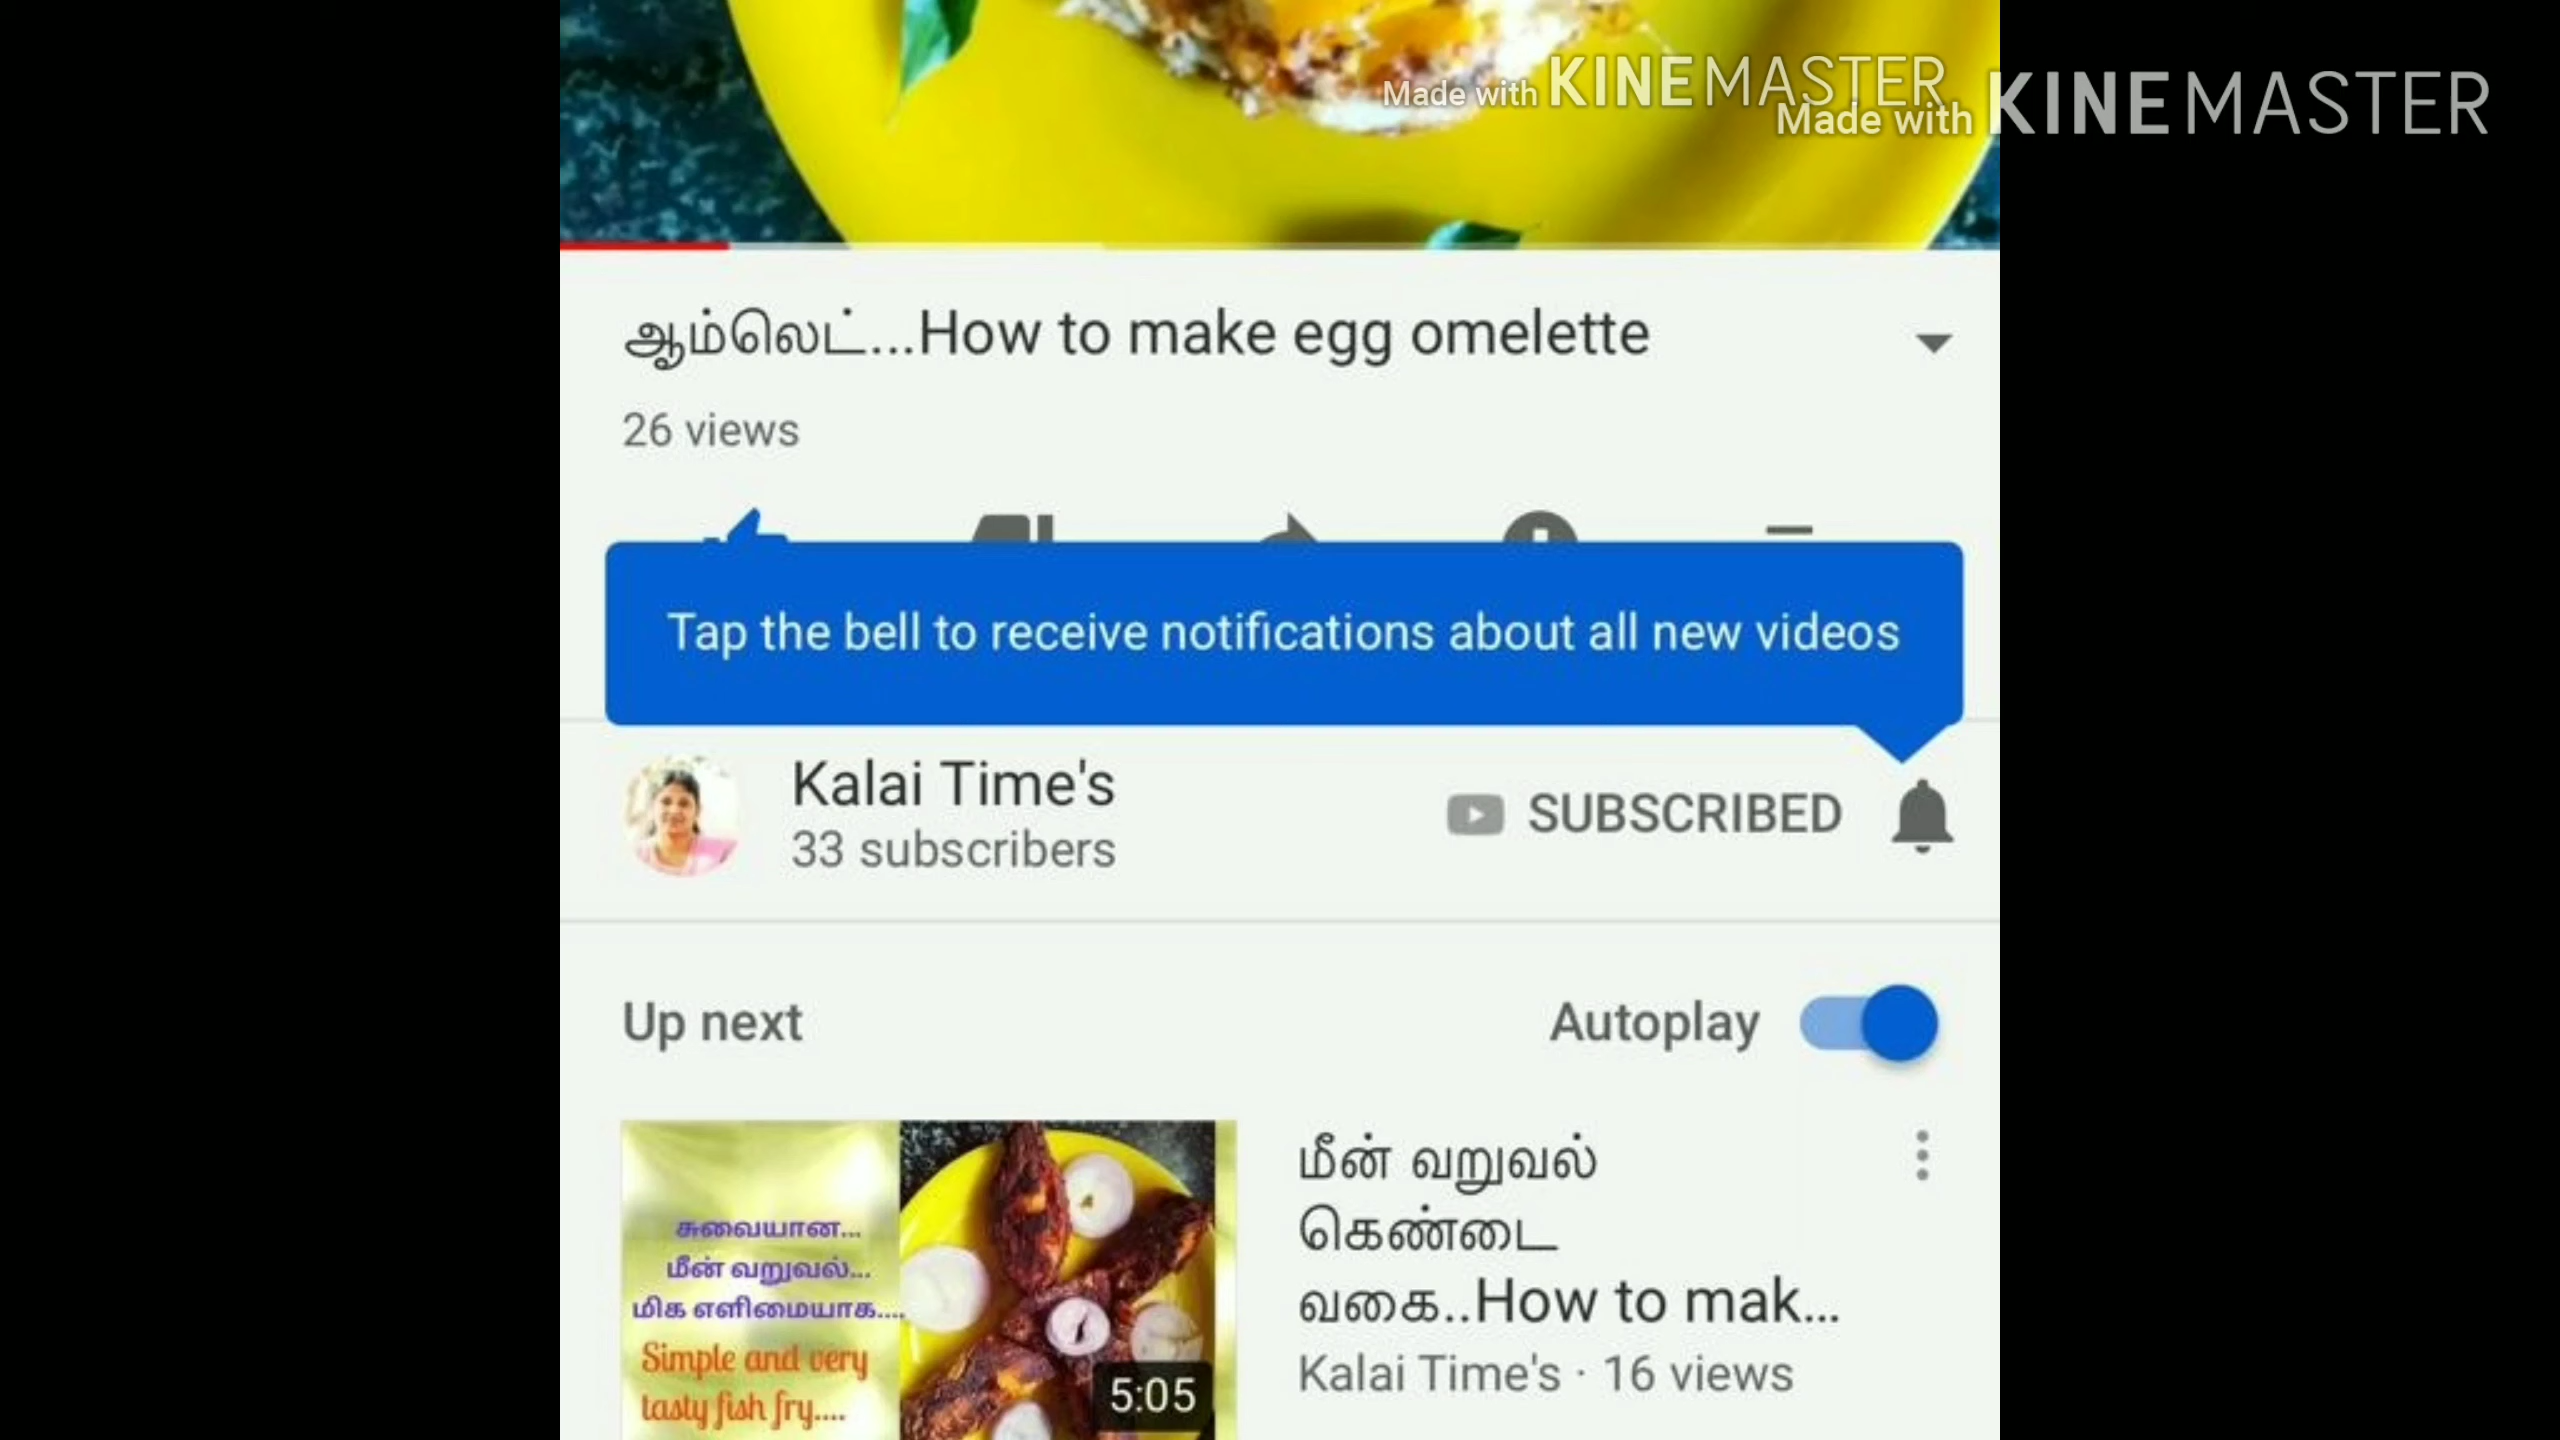 Made with KINEMASTER
Made with KINEMASTER
ஆம்லெட்...How to make egg omelette
26 views
Tap the bell to receive notifications about all new videos
Kalai Time's
33 subscribers
SUBSCRIBED
Up next
Autoplay
சுவையான...
மீன் வறுவல்...
மிக எளிமையாக....
Simple and very
tasty fish fry....
5:05
மீன் வறுவல்
கெண்டை
வகை..How to mak...
Kalai Time's · 16 views